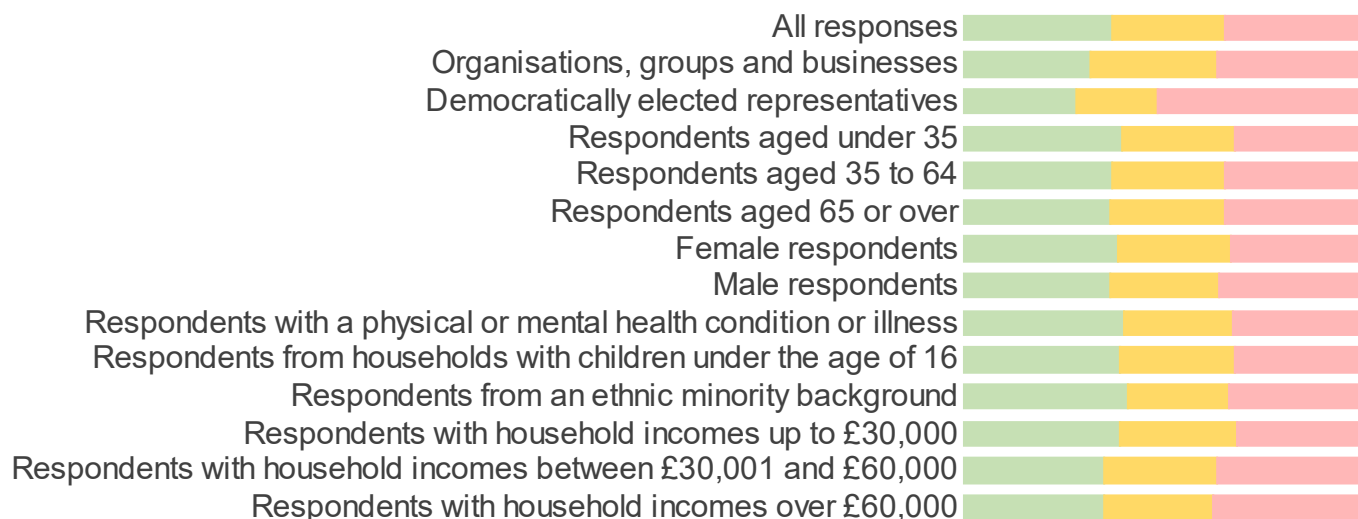 All responses
Organisations, groups and businesses
Democratically elected representatives
Respondents aged under 35
Respondents aged 35 to 64
Respondents aged 65 or over
Female respondents
Male respondents
Respondents with a physical or mental health condition or illness
Respondents from households with children under the age of 16
Respondents from an ethnic minority background
Respondents with household incomes up to £30,000
Respondents with household incomes between £30,001 and £60,000
Respondents with household incomes over £60,000